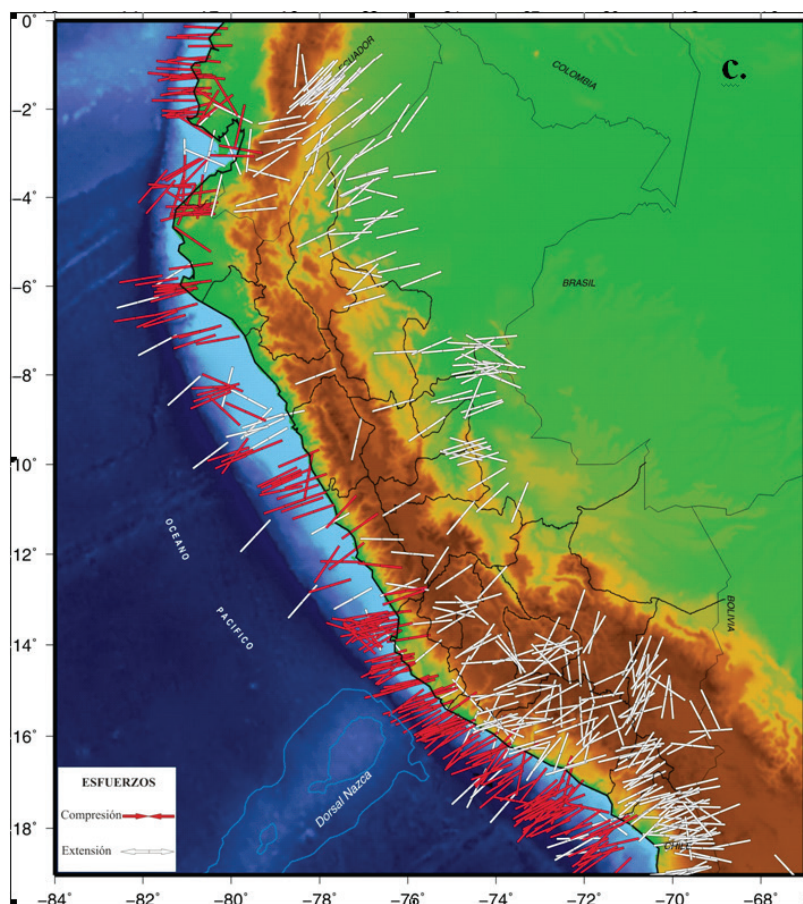 c.
ECUADOR
COLOMBIA
BRASIL
BOLIVIA
CHILE
OCEANO
PACIFICO
Dorsal Nazca
ESFUERZOS
Compresión
Extensión
0°
−2°
−4°
−6°
−8°
−10°
−12°
−14°
−16°
−18°
−84° −82° −80° −78° −76° −74° −72° −70° −68°